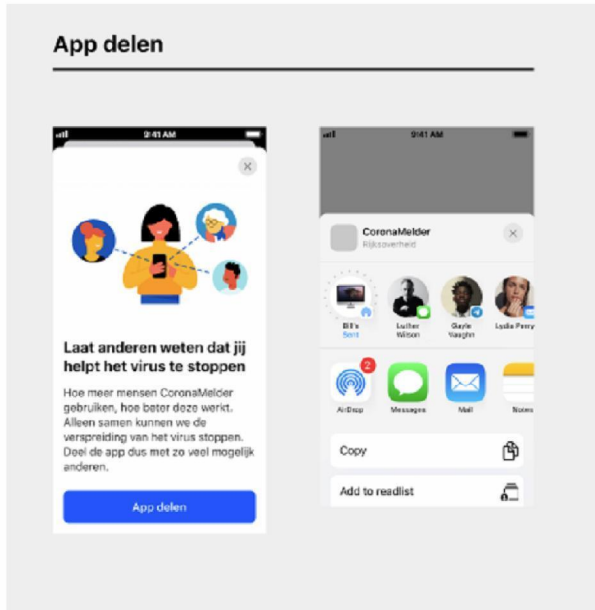 App delen
9:41 AM
Laat anderen weten dat jij
helpt het virus te stoppen
Hoe meer mensen CoronaMelder
gebruiken, hoe beter deze werkt.
Alleen samen kunnen we de
verspreiding van het virus stoppen.
Deel de app dus met zo veel mogelijk
anderen.
App delen
9:41 AM
CoronaMelder
Rijksoverheid
Bill's
Sent
Luther
Wilson
Gayle
Vaughn
Lydia Perry
2
AirDrop
Messages
Mail
Notes
Copy
Add to readlist